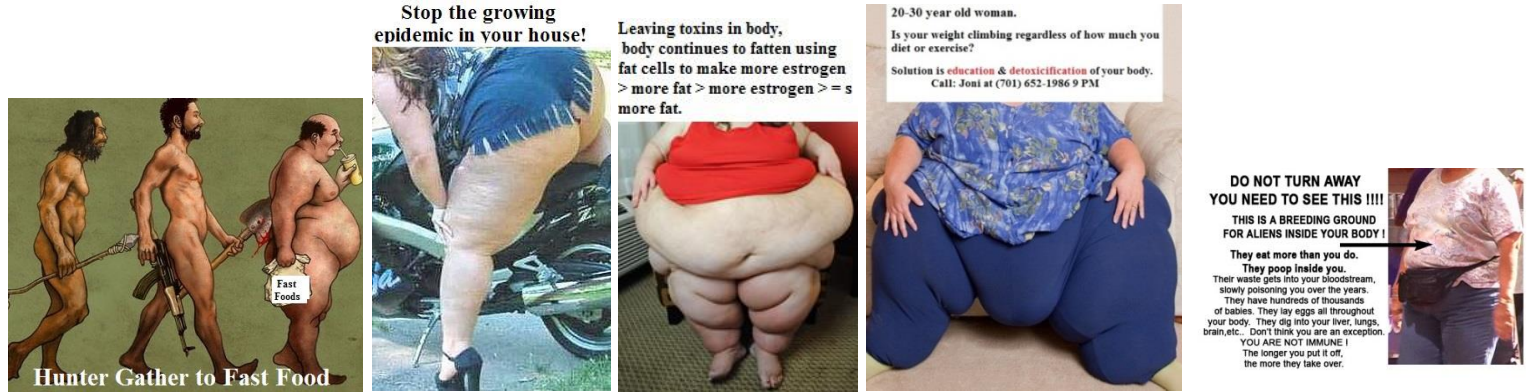 Fast
Foods
Hunter Gather to Fast Food
Stop the growing
epidemic in your house!
Leaving toxins in body,
body continues to fatten using
fat cells to make more estrogen
> more fat > more estrogen > = s
more fat.
20-30 year old woman.
Is your weight climbing regardless of how much you
diet or exercise?
Solution is education & detoxicification of your body.
Call: Joni at (701) 652-1986 9 PM
DO NOT TURN AWAY
YOU NEED TO SEE THIS !!!!
THIS IS A BREEDING GROUND
FOR ALIENS INSIDE YOUR BODY !
They eat more than you do.
They poop inside you.
Their waste gets into your bloodstream,
slowly poisoning you over the years.
They have hundreds of thousands
of babies. They lay eggs all throughout
your body. They dig into your liver, lungs,
brain,etc.. Don't think you are an exception.
YOU ARE NOT IMMUNE !
The longer you put it off,
the more they take over.